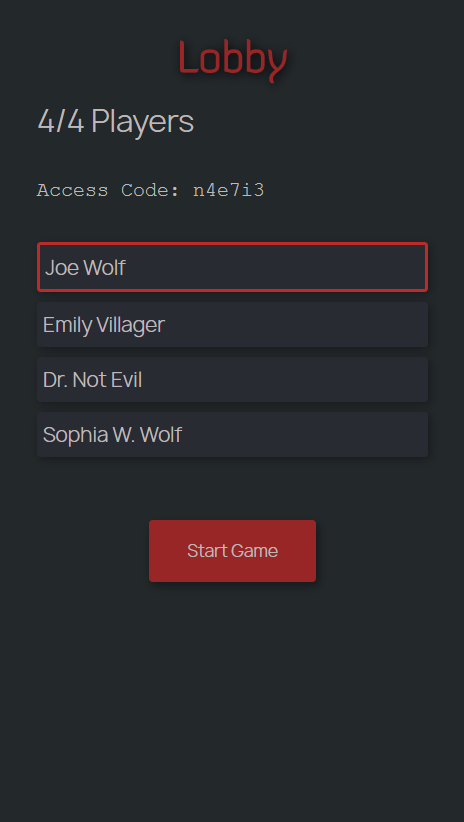 Lobby
4/4 Players
Access Code: n4e7i3
Joe Wolf
Emily Villager
Dr. Not Evil
Sophia W. Wolf
Start Game